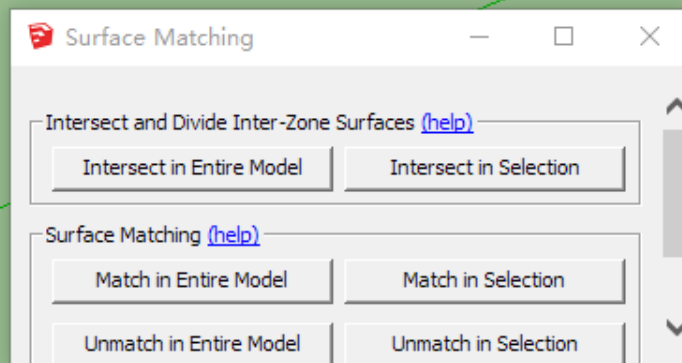 Surface Matching
Intersect and Divide Inter-Zone Surfaces (help)
Intersect in Entire Model Intersect in Selection
Surface Matching (help)
Match in Entire Model Match in Selection
Unmatch in Entire Model Unmatch in Selection